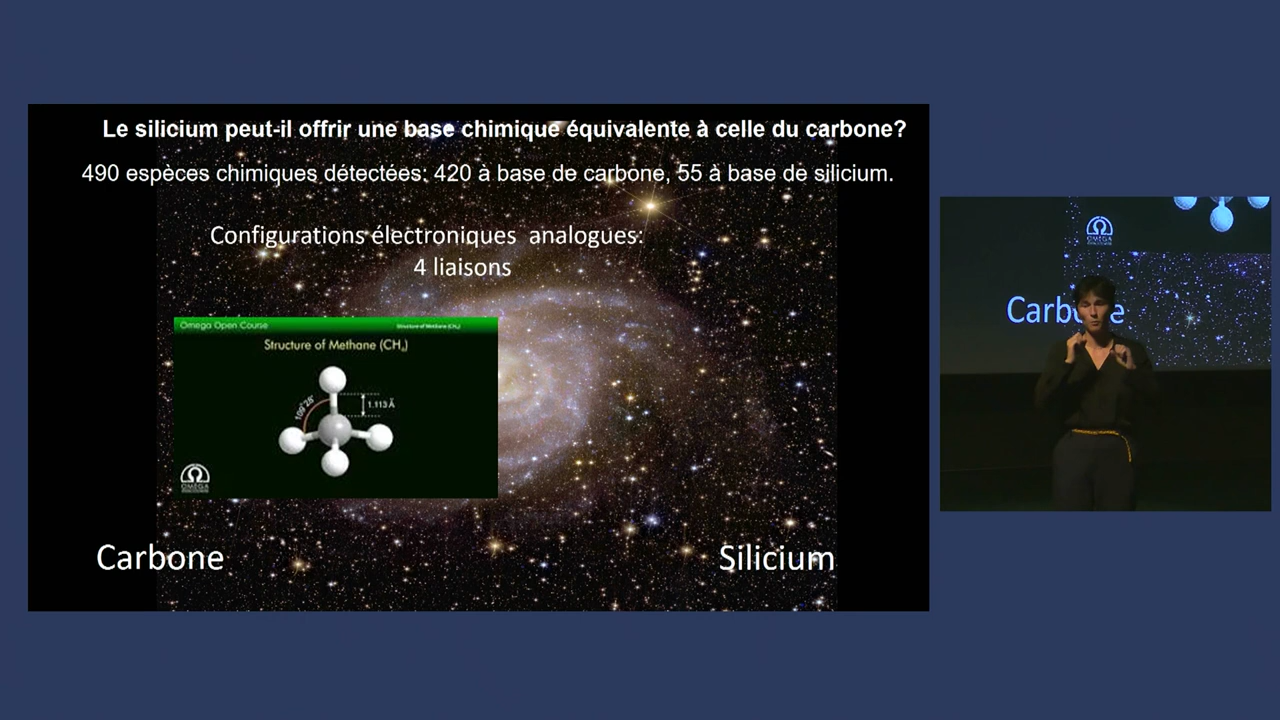 Le silicium peut-il offrir une base chimique équivalente à celle du carbone?
490 espèces chimiques détectées: 420 à base de carbone, 55 à base de silicium.
Configurations électroniques analogues:
4 liaisons
Omega Open Course
Structure of Methane (CH4)
Structure of Methane (CH4)
109°28'
1.113 Å
OMEGA
Carbone
Silicium
OMEGA